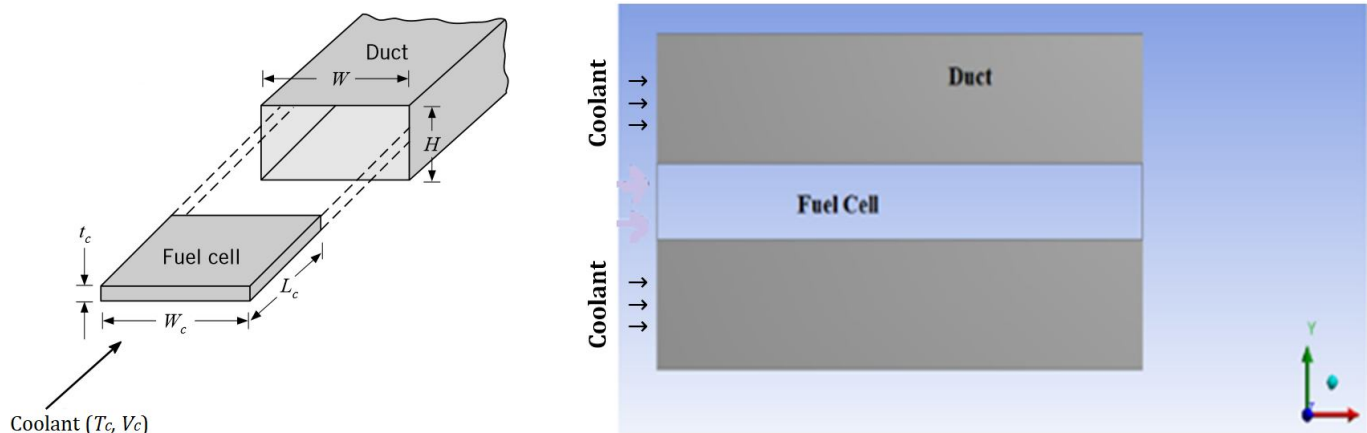 Duct
W
H
t_c
Fuel cell
L_c
W_c
Coolant (T_c, V_c)
Coolant
Duct
Fuel Cell
Coolant
Y